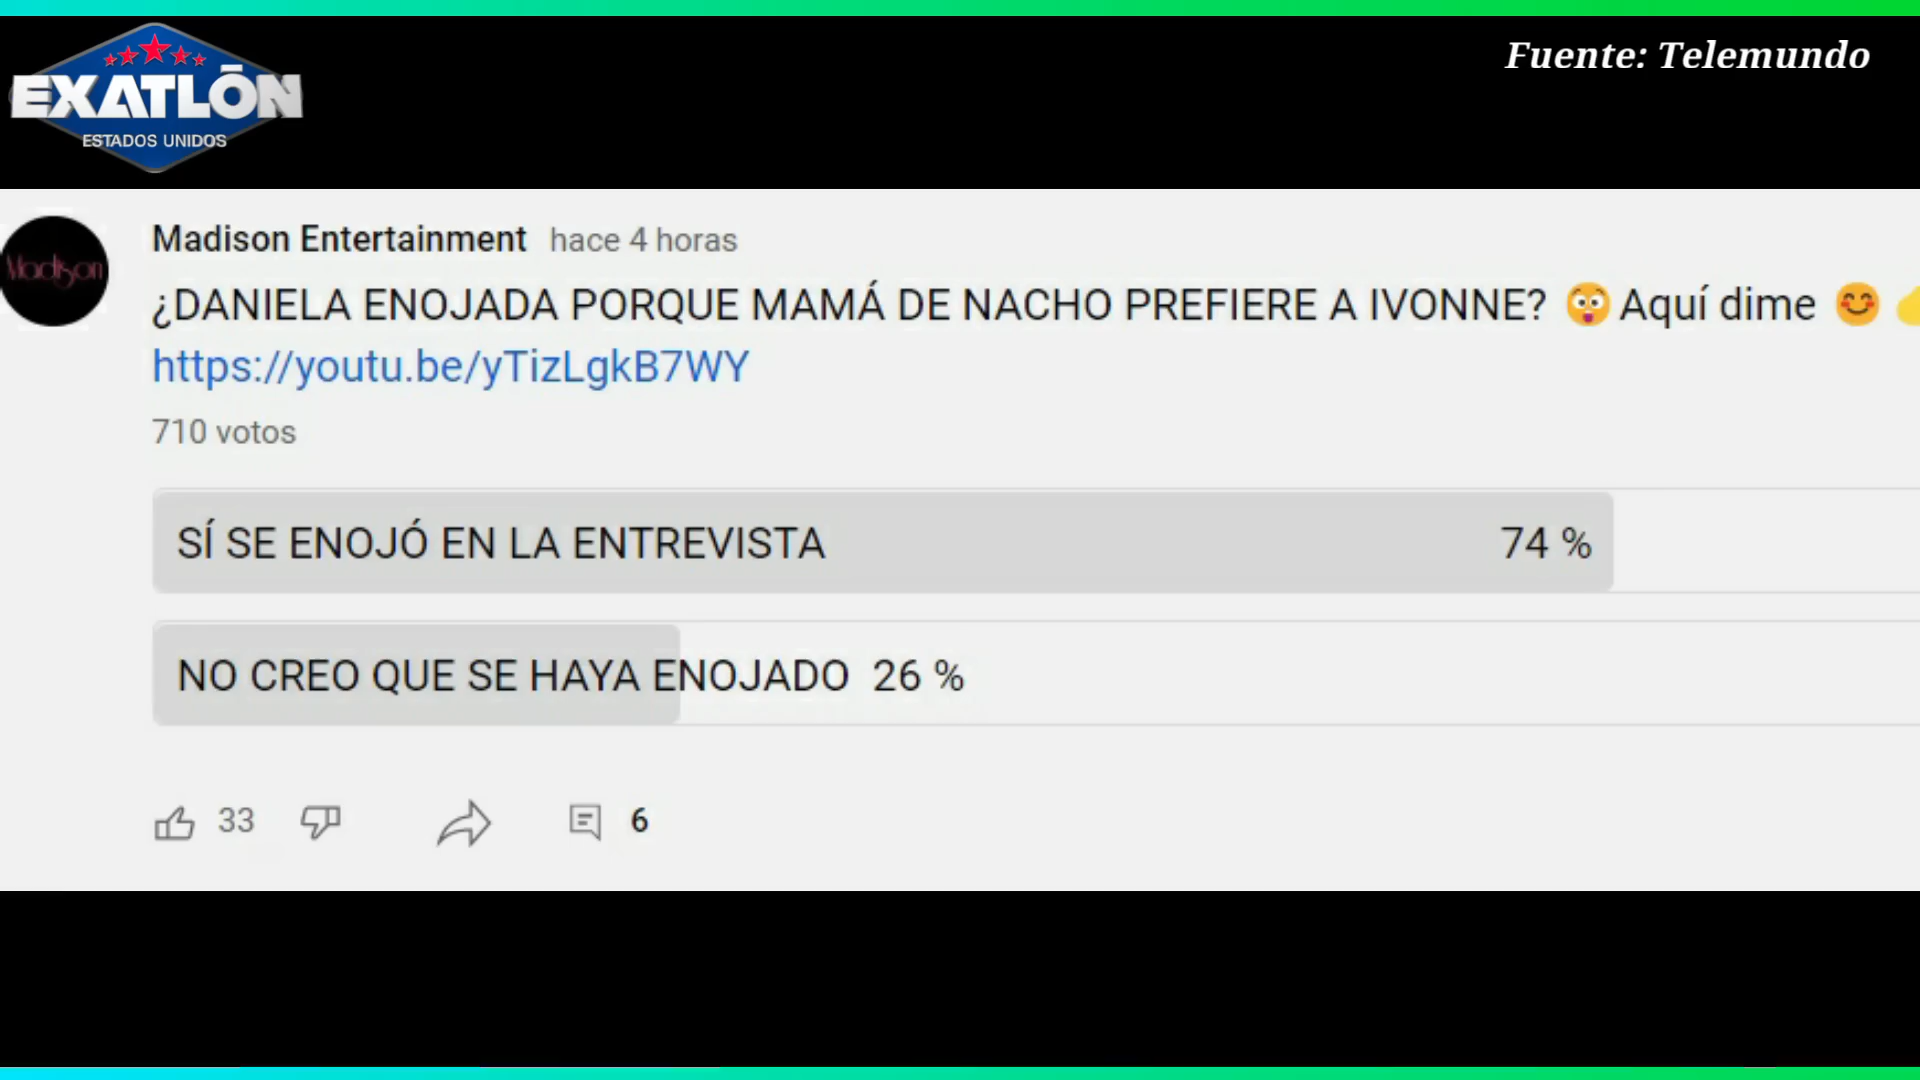 EXATLŌN
ESTADOS UNIDOS
Fuente: Telemundo
Madison
Madison Entertainment hace 4 horas
¿DANIELA ENOJADA PORQUE MAMÁ DE NACHO PREFIERE A IVONNE? 😲 Aquí dime 😊
https://youtu.be/yTizLgkB7WY
710 votos
SÍ SE ENOJÓ EN LA ENTREVISTA 74 %
NO CREO QUE SE HAYA ENOJADO 26 %
33 6